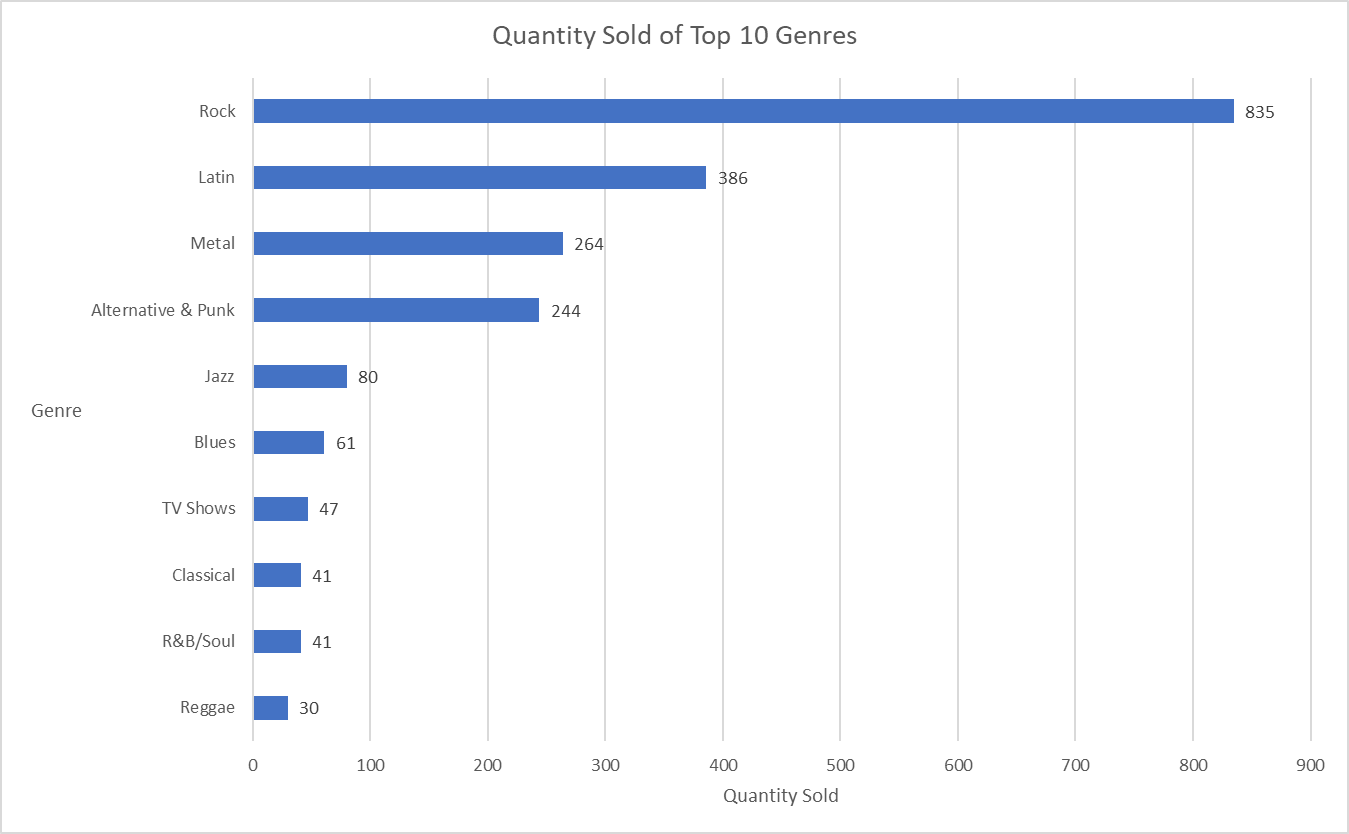 Quantity Sold of Top 10 Genres
Rock 835
Latin 386
Metal 264
Alternative & Punk 244
Jazz 80
Genre
Blues 61
TV Shows 47
Classical 41
R&B/Soul 41
Reggae 30
0 100 200 300 400 500 600 700 800 900
Quantity Sold